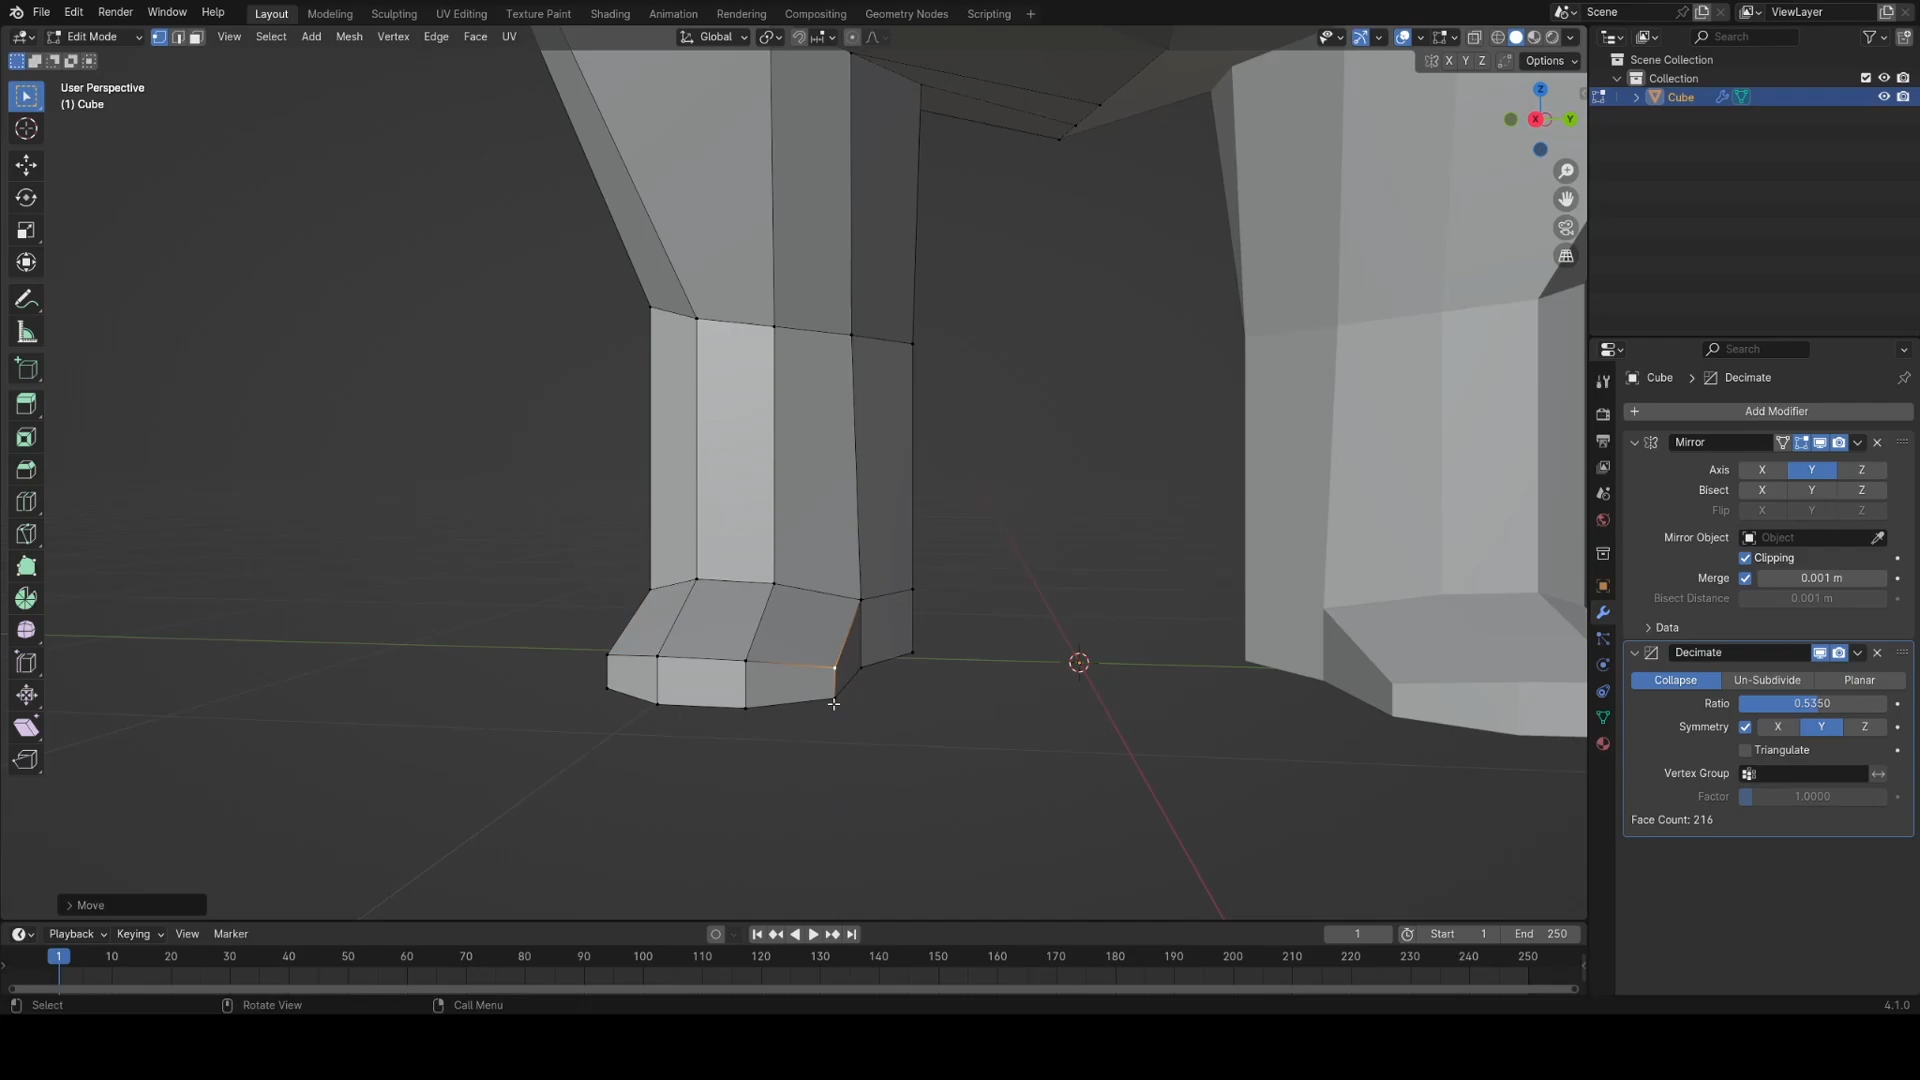 File Edit Render Window Help Layout Modeling Sculpting UV Editing Texture Paint Shading Animation Rendering Compositing Geometry Nodes Scripting + Scene ViewLayer
Edit Mode View Select Add Mesh Vertex Edge Face UV Global Search
X Y Z Options
User Perspective
(1) Cube
Scene Collection
Collection
Cube
Z
X Y
Search
Cube > Decimate
+ Add Modifier
Mirror
Axis X Y Z
Bisect X Y Z
Flip X Y Z
Mirror Object Object
Clipping
Merge 0.001 m
Bisect Distance 0.001 m
> Data
Decimate
Collapse Un-Subdivide Planar
Ratio 0.5350
Symmetry X Y Z
Triangulate
Vertex Group
Factor 1.0000
Face Count: 216
> Move
Playback Keying View Marker 1 Start 1 End 250
1 10 20 30 40 50 60 70 80 90 100 110 120 130 140 150 160 170 180 190 200 210 220 230 240 250
Select Rotate View Call Menu 4.1.0